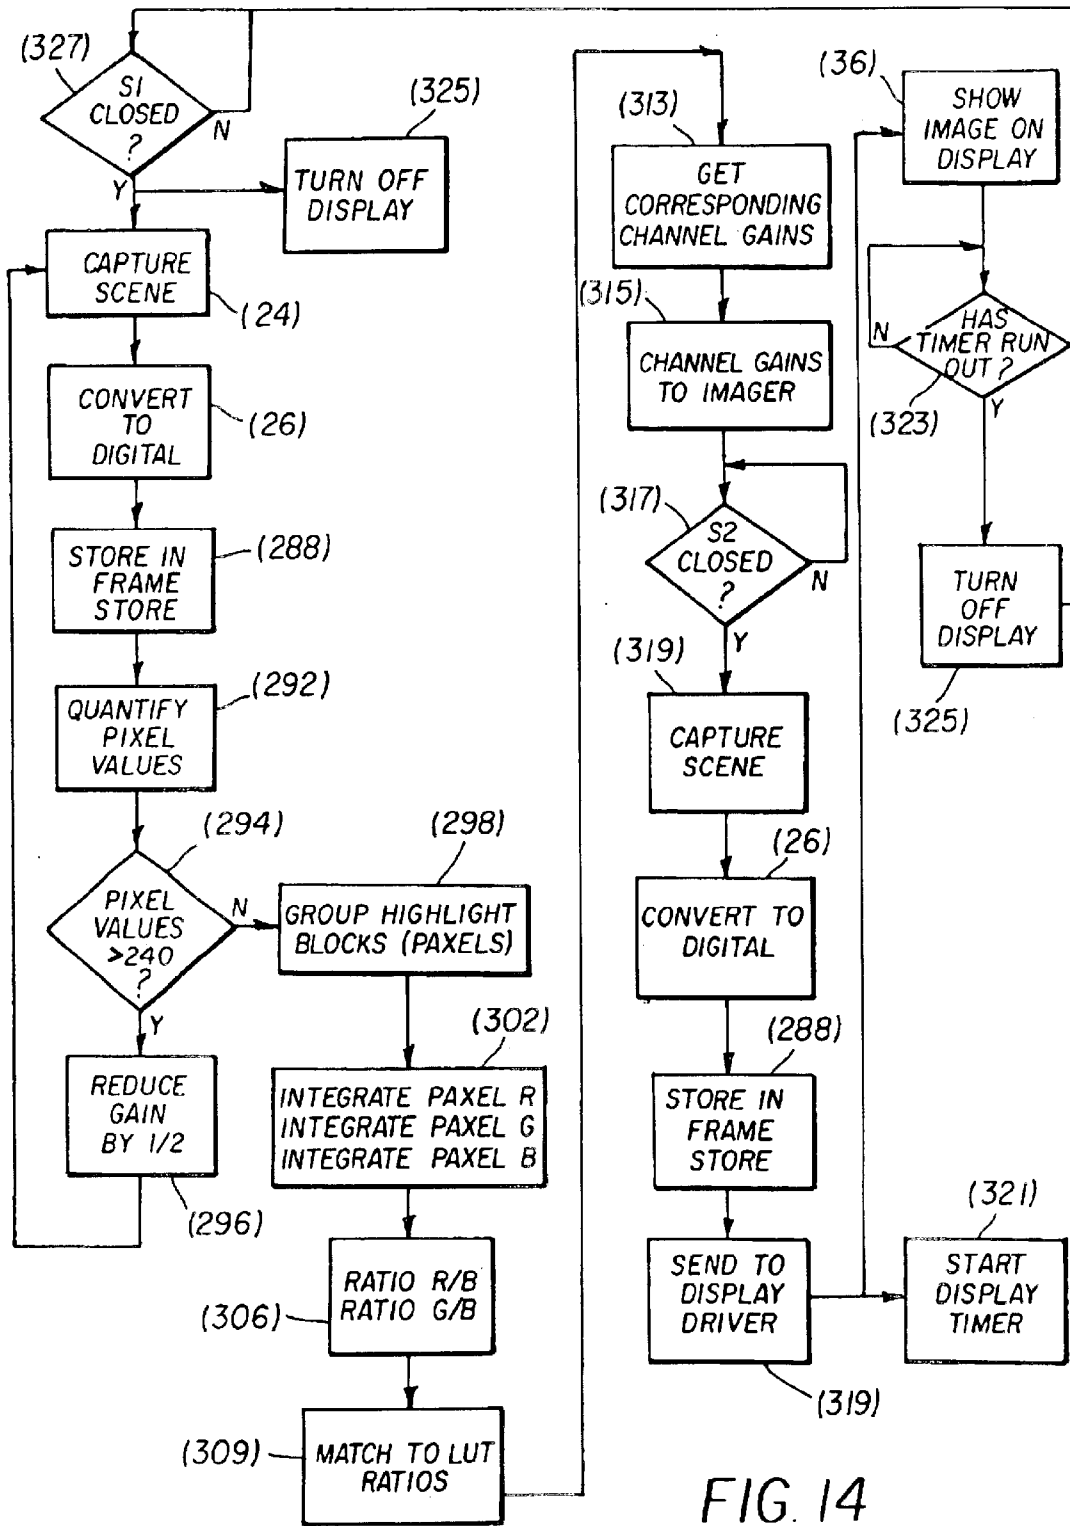 (327)
S1
CLOSED
?
N
Y
(325)
TURN OFF
DISPLAY
CAPTURE
SCENE
(24)
CONVERT
TO
DIGITAL
(26)
STORE IN
FRAME
STORE
(288)
QUANTIFY
PIXEL
VALUES
(292)
(294)
PIXEL
VALUES
>240
?
N
Y
REDUCE
GAIN
BY 1/2
(296)
(298)
GROUP HIGHLIGHT
BLOCKS (PAXELS)
(302)
INTEGRATE PAXEL R
INTEGRATE PAXEL G
INTEGRATE PAXEL B
RATIO R/B
RATIO G/B
(306)
(309)
MATCH TO LUT
RATIOS
(313)
GET
CORRESPONDING
CHANNEL GAINS
(315)
CHANNEL GAINS
TO IMAGER
(317)
S2
CLOSED
?
N
Y
(319)
CAPTURE
SCENE
(26)
CONVERT TO
DIGITAL
(288)
STORE IN
FRAME
STORE
SEND TO
DISPLAY
DRIVER
(319)
(321)
START
DISPLAY
TIMER
(36)
SHOW
IMAGE ON
DISPLAY
HAS
TIMER RUN
OUT ?
N
Y
(323)
TURN
OFF
DISPLAY
(325)
FIG. 14